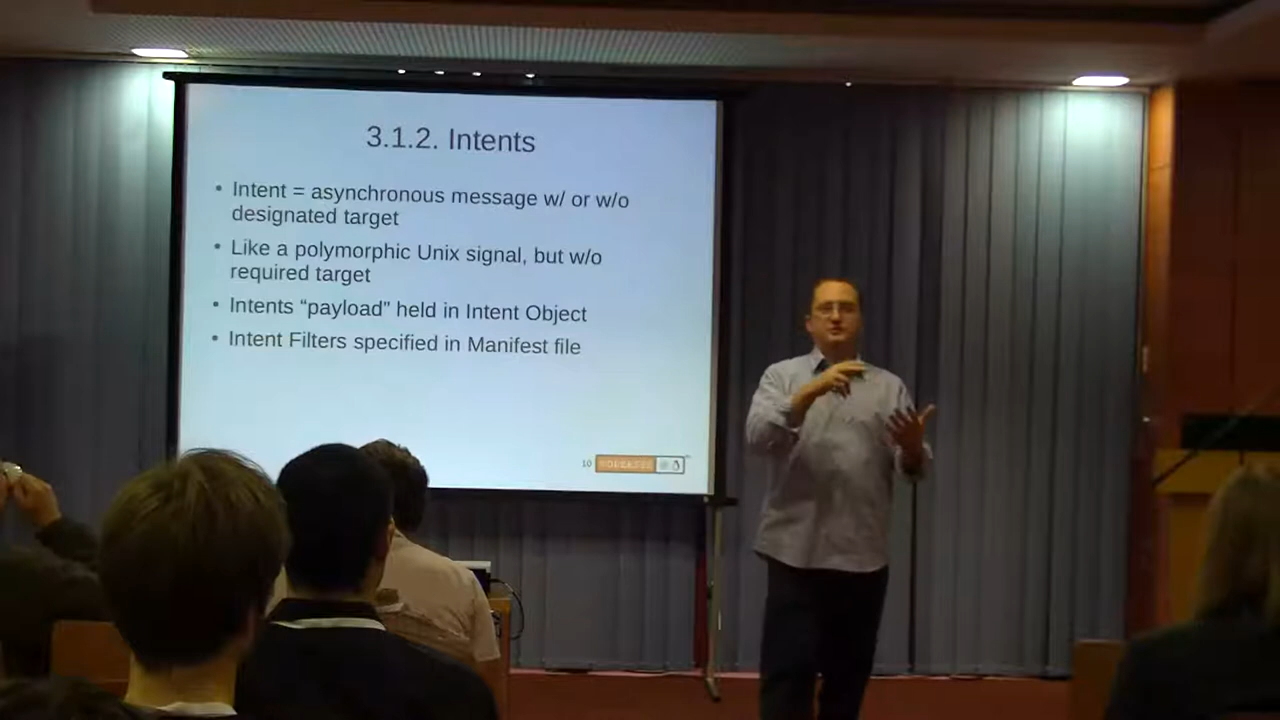 3.1.2. Intents
• Intent = asynchronous message w/ or w/o
designated target
• Like a polymorphic Unix signal, but w/o
required target
• Intents “payload” held in Intent Object
• Intent Filters specified in Manifest file
10